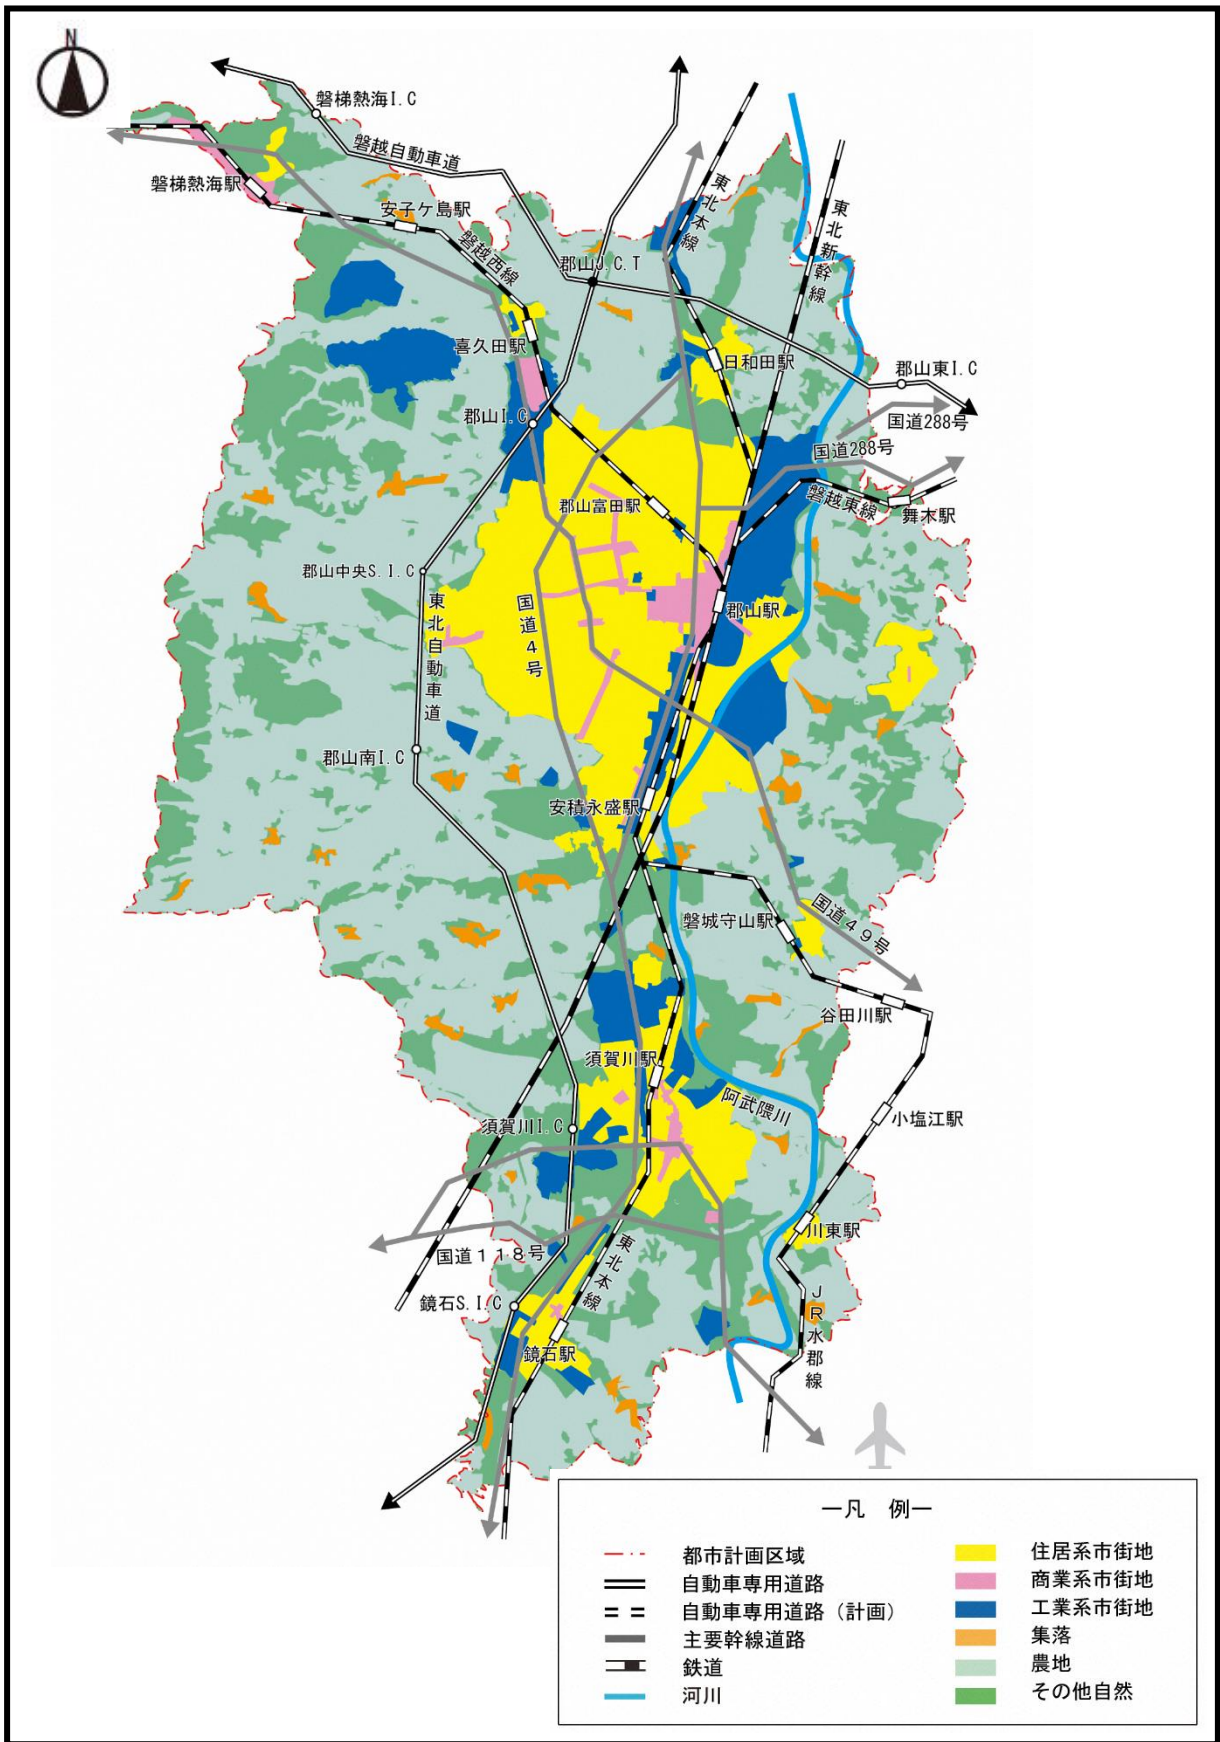 N
磐梯熱海I.C
磐越自動車道
磐梯熱海駅
安子ケ島駅
磐越西線
東北本線
東北新幹線
郡山J.C.T
喜久田駅
日和田駅
郡山東I.C
国道288号
郡山I.C
国道288号
郡山富田駅
磐越東線
舞木駅
郡山中央S.I.C
東北自動車道
国道4号
郡山駅
郡山南I.C
安積永盛駅
磐城守山駅
国道49号
谷田川駅
須賀川駅
阿武隈川
小塩江駅
須賀川I.C
川東駅
国道118号
東北本線
鏡石S.I.C
JR水郡線
鏡石駅
―凡 例―
都市計画区域
自動車専用道路
自動車専用道路（計画）
主要幹線道路
鉄道
河川
住居系市街地
商業系市街地
工業系市街地
集落
農地
その他自然